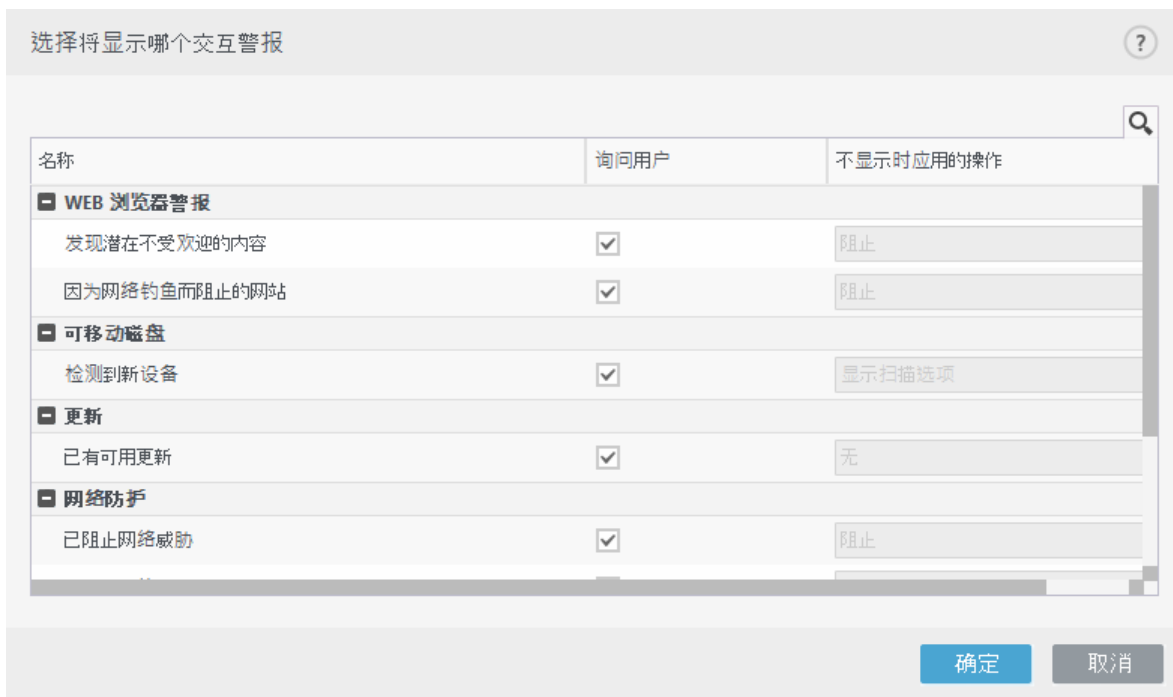 选择将显示哪个交互警报
?
名称 询问用户 不显示时应用的操作
WEB 浏览器警报
发现潜在不受欢迎的内容 阻止
因为网络钓鱼而阻止的网站 阻止
可移动磁盘
检测到新设备 显示扫描选项
更新
已有可用更新 无
网络防护
已阻止网络威胁 阻止
确定 取消